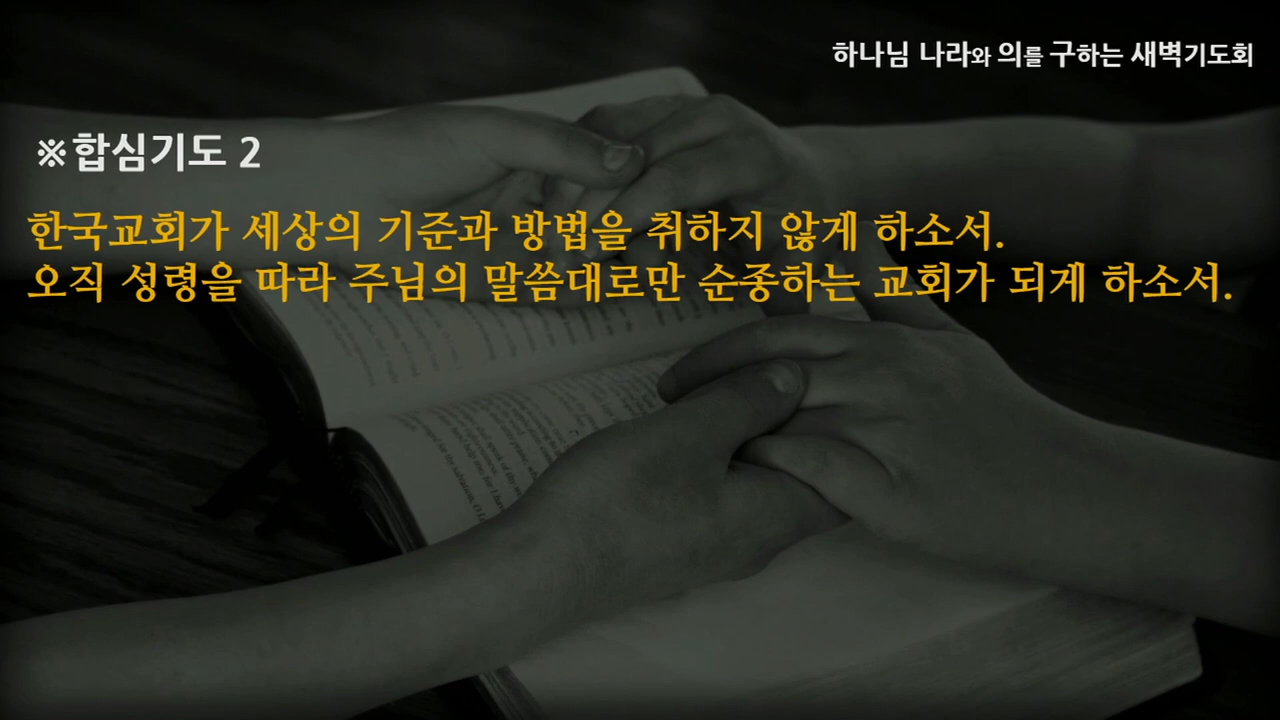 하나님 나라와 의를 구하는 새벽기도회
※합심기도 2
한국교회가 세상의 기준과 방법을 취하지 않게 하소서.
오직 성령을 따라 주님의 말씀대로만 순종하는 교회가 되게 하소서.